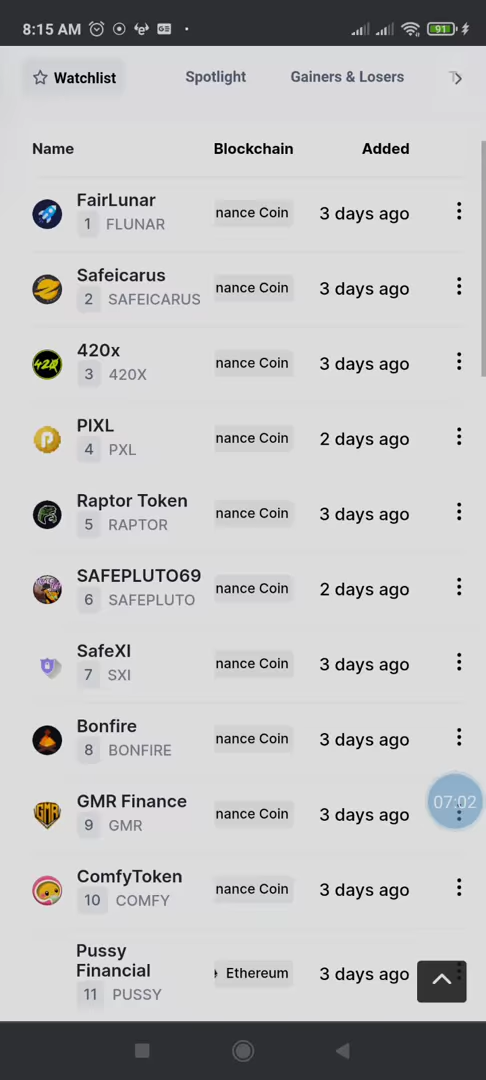 8:15 AM
91
Watchlist Spotlight Gainers & Losers
Name Blockchain Added
FairLunar
1 FLUNAR nance Coin 3 days ago
Safeicarus
2 SAFEICARUS nance Coin 3 days ago
420x
3 420X nance Coin 3 days ago
PIXL
4 PXL nance Coin 2 days ago
Raptor Token
5 RAPTOR nance Coin 3 days ago
SAFEPLUTO69
6 SAFEPLUTO nance Coin 2 days ago
SafeXI
7 SXI nance Coin 3 days ago
Bonfire
8 BONFIRE nance Coin 3 days ago
07:02
GMR Finance
9 GMR nance Coin 3 days ago
ComfyToken
10 COMFY nance Coin 3 days ago
Pussy
Financial
11 PUSSY Ethereum 3 days ago